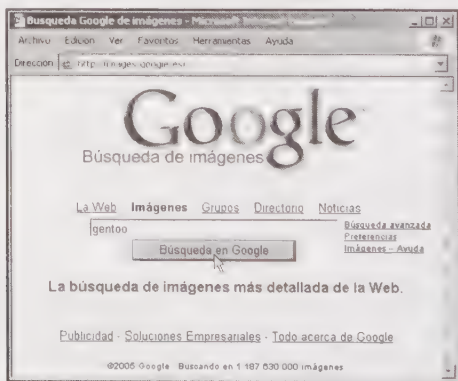 Busqueda Google de imágenes - Microsoft
Archivo Edición Ver Favoritos Herramientas Ayuda
Dirección
Google
Búsqueda de imágenes
La Web Imágenes Grupos Directorio Noticias
gentoo
Búsqueda avanzada
Preferencias
Imágenes - Ayuda
Búsqueda en Google
La búsqueda de imágenes más detallada de la Web.
Publicidad - Soluciones Empresariales - Todo acerca de Google
©2005 Google Buscando en 1 187 630 000 imágenes